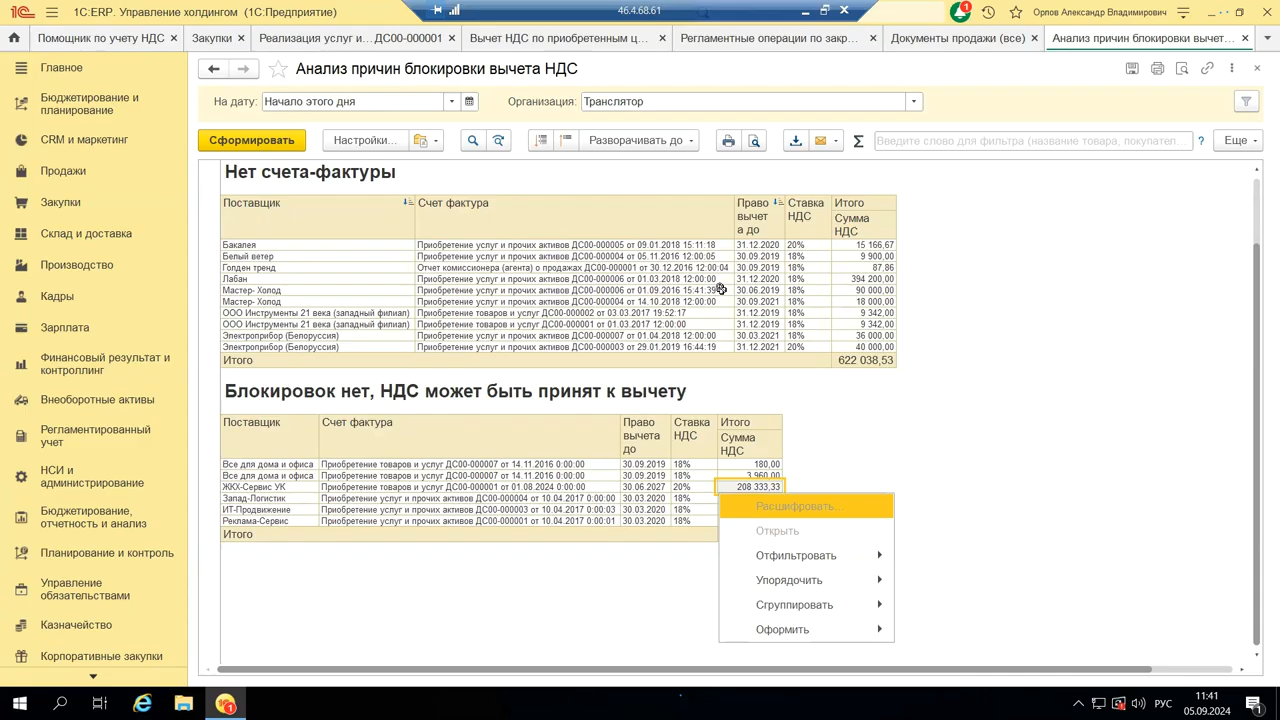 1С:ERP. Управление холдингом (1С:Предприятие)
46.4.68.61
1
Орлов Александр Владимирович
Помощник по учету НДС
Закупки
Реализация услуг и... ДС00-000001
Вычет НДС по приобретенным ц...
Регламентные операции по закр...
Документы продажи (все)
Анализ причин блокировки вычет...
Главное
Бюджетирование и
планирование
CRM и маркетинг
Продажи
Закупки
Склад и доставка
Производство
Кадры
Зарплата
Финансовый результат и
контроллинг
Внеоборотные активы
Регламентированный
учет
НСИ и
администрирование
Бюджетирование,
отчетность и анализ
Планирование и контроль
Управление
обязательствами
Казначейство
Корпоративные закупки
Анализ причин блокировки вычета НДС
На дату: Начало этого дня Организация: Транслятор
Сформировать Настройки... Разворачивать до Σ Введите слово для фильтра (название товара, покупател... ? Еще
Нет счета-фактуры
Поставщик Счет фактура Право вычет а до Ставка НДС Итого Сумма НДС
Бакалея Приобретение услуг и прочих активов ДС00-000005 от 09.01.2018 15:11:18 31.12.2020 20% 15 166,67
Белый ветер Приобретение услуг и прочих активов ДС00-000004 от 05.11.2016 12:00:05 30.09.2019 18% 9 900,00
Голден тренд Отчет комиссионера (агента) о продажах ДС00-000001 от 30.12.2016 12:00:04 30.09.2019 18% 87,86
Лабан Приобретение услуг и прочих активов ДС00-000006 от 01.03.2018 12:00:00 31.12.2020 18% 394 200,00
Мастер- Холод Приобретение услуг и прочих активов ДС00-000006 от 01.09.2016 15:41:39 30.06.2019 18% 90 000,00
Мастер- Холод Приобретение услуг и прочих активов ДС00-000004 от 14.10.2018 12:00:00 30.09.2021 18% 18 000,00
ООО Инструменты 21 века (западный филиал) Приобретение товаров и услуг ДС00-000002 от 03.03.2017 19:52:17 31.12.2019 18% 9 342,00
ООО Инструменты 21 века (западный филиал) Приобретение товаров и услуг ДС00-000001 от 01.03.2017 12:00:00 31.12.2019 18% 9 342,00
Электроприбор (Белоруссия) Приобретение услуг и прочих активов ДС00-000007 от 01.04.2018 12:00:00 30.03.2021 18% 36 000,00
Электроприбор (Белоруссия) Приобретение услуг и прочих активов ДС00-000003 от 29.01.2019 16:44:19 31.12.2021 20% 40 000,00
Итого 622 038,53
Блокировок нет, НДС может быть принят к вычету
Поставщик Счет фактура Право вычета до Ставка НДС Итого Сумма НДС
Все для дома и офиса Приобретение товаров и услуг ДС00-000007 от 14.11.2016 0:00:00 30.09.2019 18% 180,00
Все для дома и офиса Приобретение товаров и услуг ДС00-000007 от 14.11.2016 0:00:00 30.09.2019 18% 3 960,00
ЖКХ-Сервис УК Приобретение товаров и услуг ДС00-000001 от 01.08.2024 0:00:00 30.06.2027 20% 208 333,33
Запад-Логистик Приобретение услуг и прочих активов ДС00-000004 от 10.04.2017 0:00:00 30.03.2020 18%
ИТ-Продвижение Приобретение услуг и прочих активов ДС00-000003 от 10.04.2017 0:00:03 30.03.2020 18%
Реклама-Сервис Приобретение услуг и прочих активов ДС00-000001 от 10.04.2017 0:00:01 30.03.2020 18%
Итого
Расшифровать...
Открыть
Отфильтровать
Упорядочить
Сгруппировать
Оформить
1
РУС
11:41
05.09.2024
1